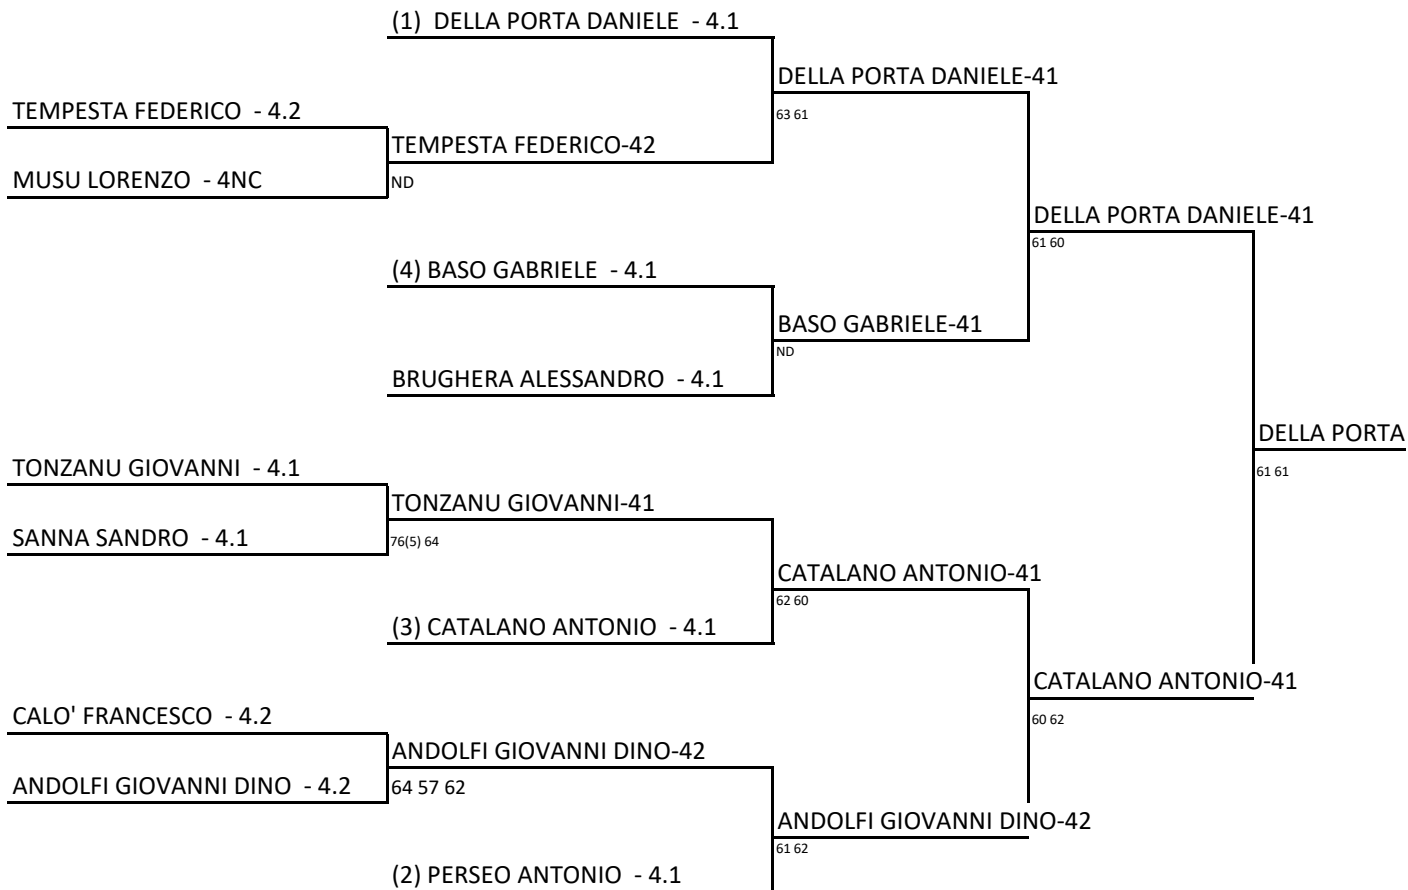 (1)  DELLA PORTA DANIELE  - 4.1
DELLA PORTA DANIELE-41
TEMPESTA FEDERICO  - 4.2
63 61
TEMPESTA FEDERICO-42
MUSU LORENZO  - 4NC
ND
DELLA PORTA DANIELE-41
61 60
(4) BASO GABRIELE  - 4.1
BASO GABRIELE-41
ND
BRUGHERA ALESSANDRO  - 4.1
DELLA PORTA
TONZANU GIOVANNI  - 4.1
61 61
TONZANU GIOVANNI-41
SANNA SANDRO  - 4.1
76(5) 64
CATALANO ANTONIO-41
62 60
(3) CATALANO ANTONIO  - 4.1
CATALANO ANTONIO-41
CALO' FRANCESCO  - 4.2
60 62
ANDOLFI GIOVANNI DINO-42
ANDOLFI GIOVANNI DINO  - 4.2
64 57 62
ANDOLFI GIOVANNI DINO-42
61 62
(2) PERSEO ANTONIO  - 4.1